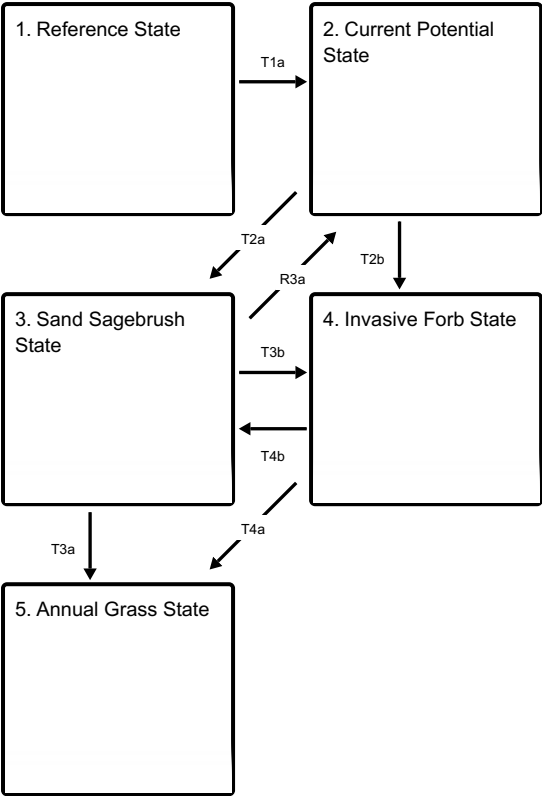 1. Reference State
2. Current Potential
State
T1a
T2a
R3a
T2b
3. Sand Sagebrush
State
4. Invasive Forb State
T3b
T4b
T4a
T3a
5. Annual Grass State